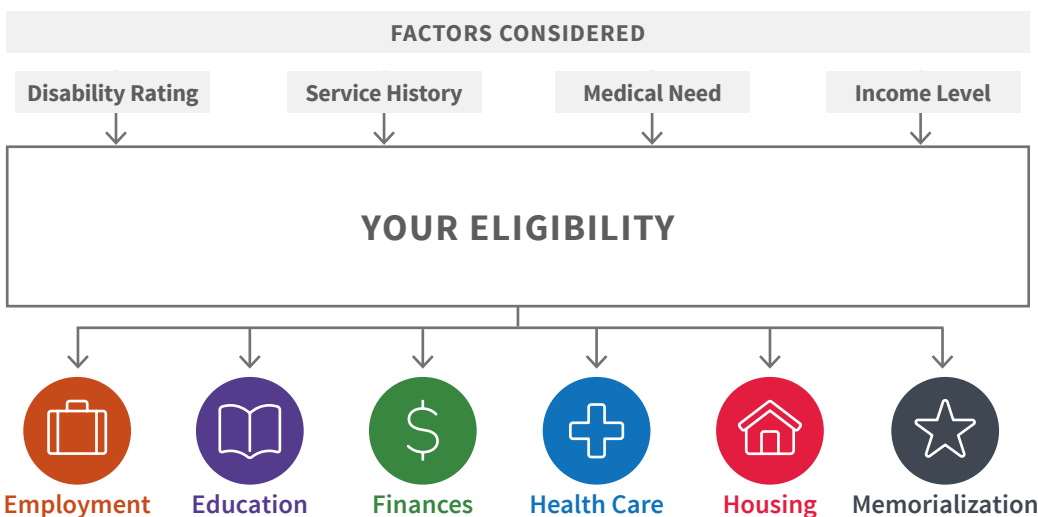 FACTORS CONSIDERED
Disability Rating
Service History
Medical Need
Income Level
YOUR ELIGIBILITY
$
Employment
Education
Finances
Health Care
Housing
Memorialization